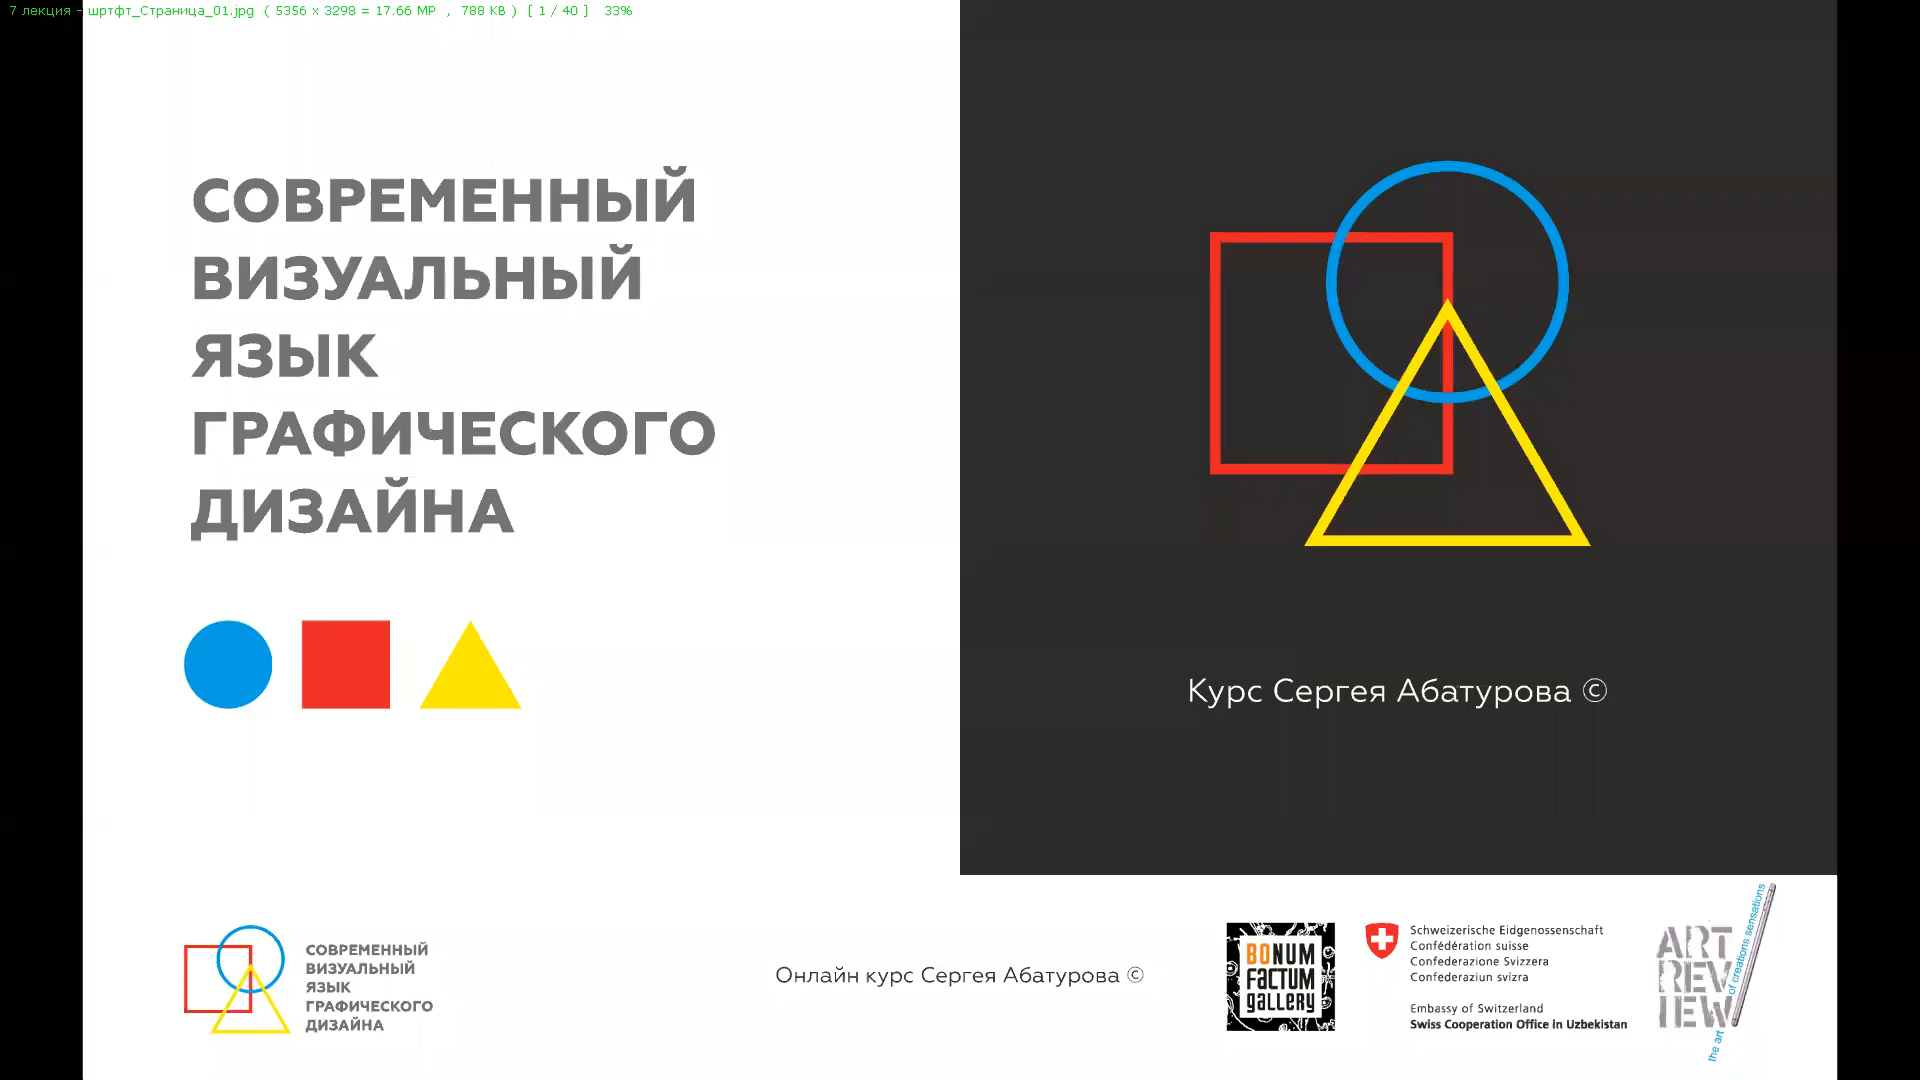 7 лекция - шртфт_Страница_01.jpg ( 5356 x 3298 = 17.66 MP , 788 KB ) [ 1 / 40 ] 33%
СОВРЕМЕННЫЙ
ВИЗУАЛЬНЫЙ
ЯЗЫК
ГРАФИЧЕСКОГО
ДИЗАЙНА
Курс Сергея Абатурова ©
СОВРЕМЕННЫЙ
ВИЗУАЛЬНЫЙ
ЯЗЫК
ГРАФИЧЕСКОГО
ДИЗАЙНА
Онлайн курс Сергея Абатурова ©
BONUM
FACTUM
gallery
Schweizerische Eidgenossenschaft
Confédération suisse
Confederazione Svizzera
Confederaziun svizra
Embassy of Switzerland
Swiss Cooperation Office in Uzbekistan
ART
REV
IEW
the art of creations sensations